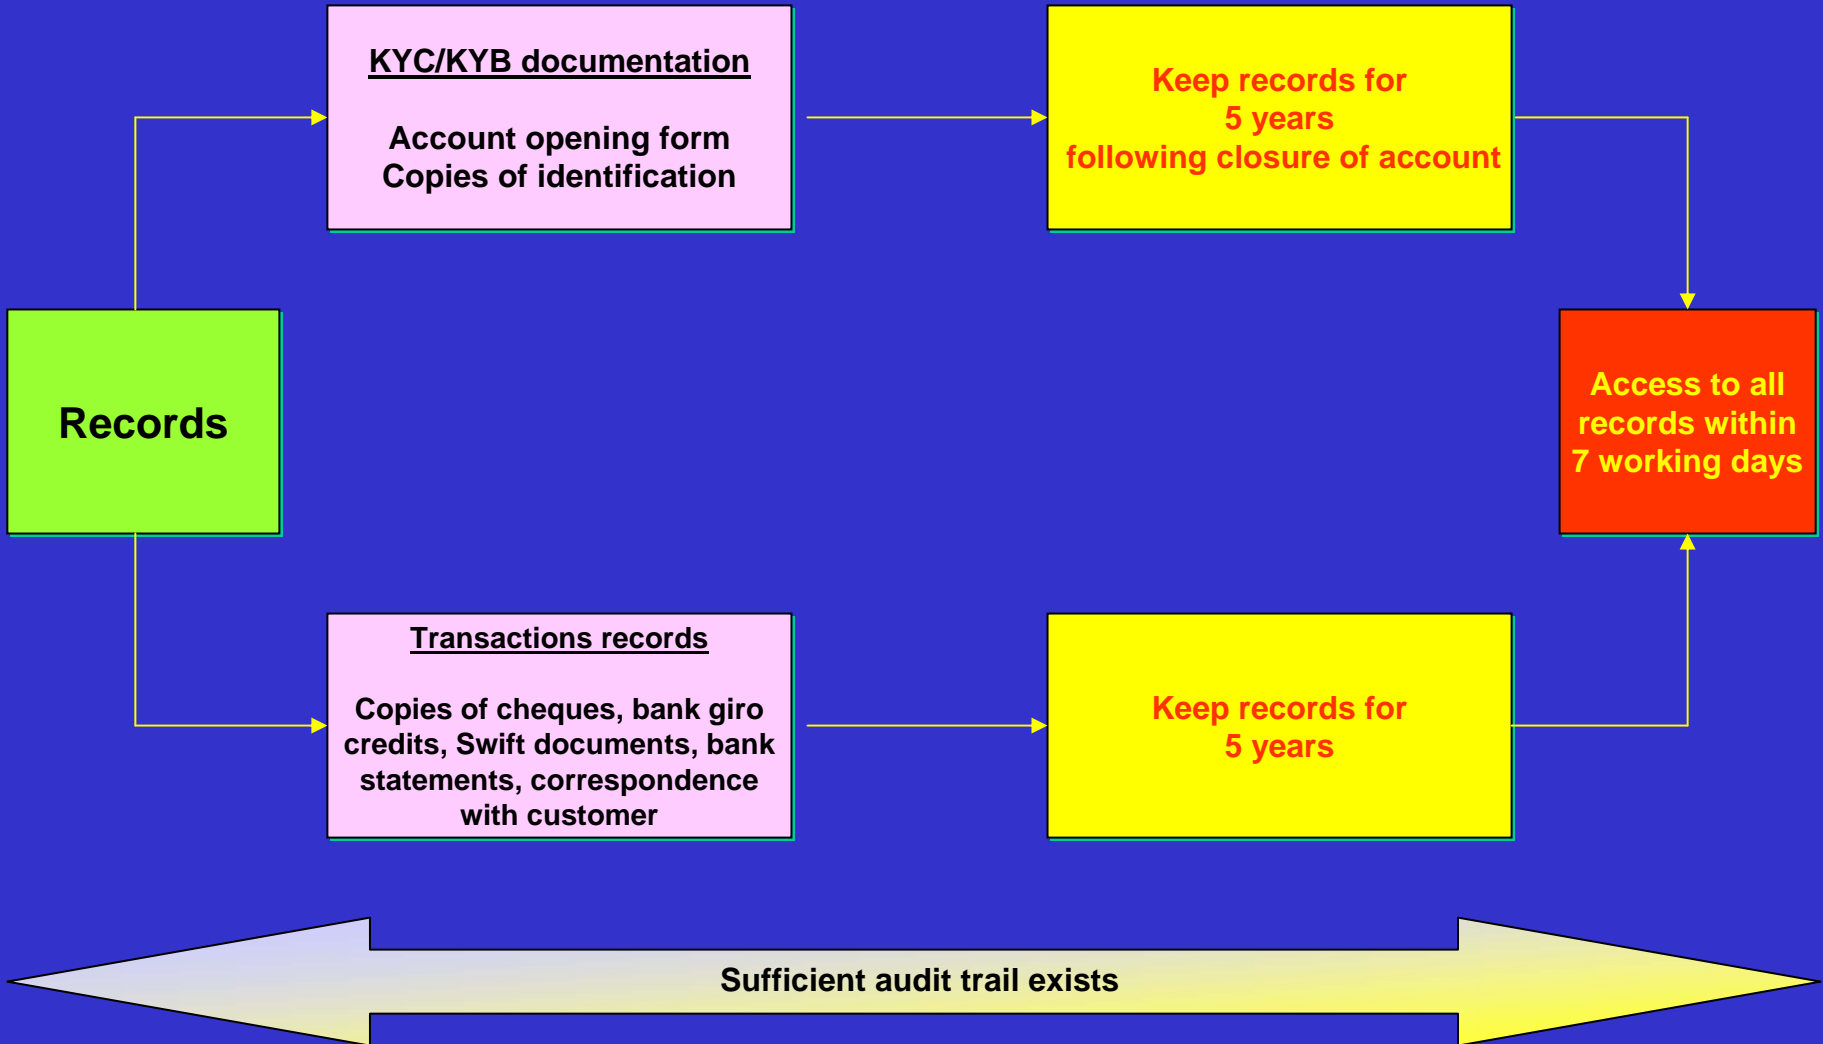 KYC/KYB documentation
Account opening form
Copies of identification
Keep records for
5 years
following closure of account
Records
Access to all
records within
7 working days
Transactions records
Copies of cheques, bank giro
credits, Swift documents, bank
statements, correspondence
with customer
Keep records for
5 years
Sufficient audit trail exists